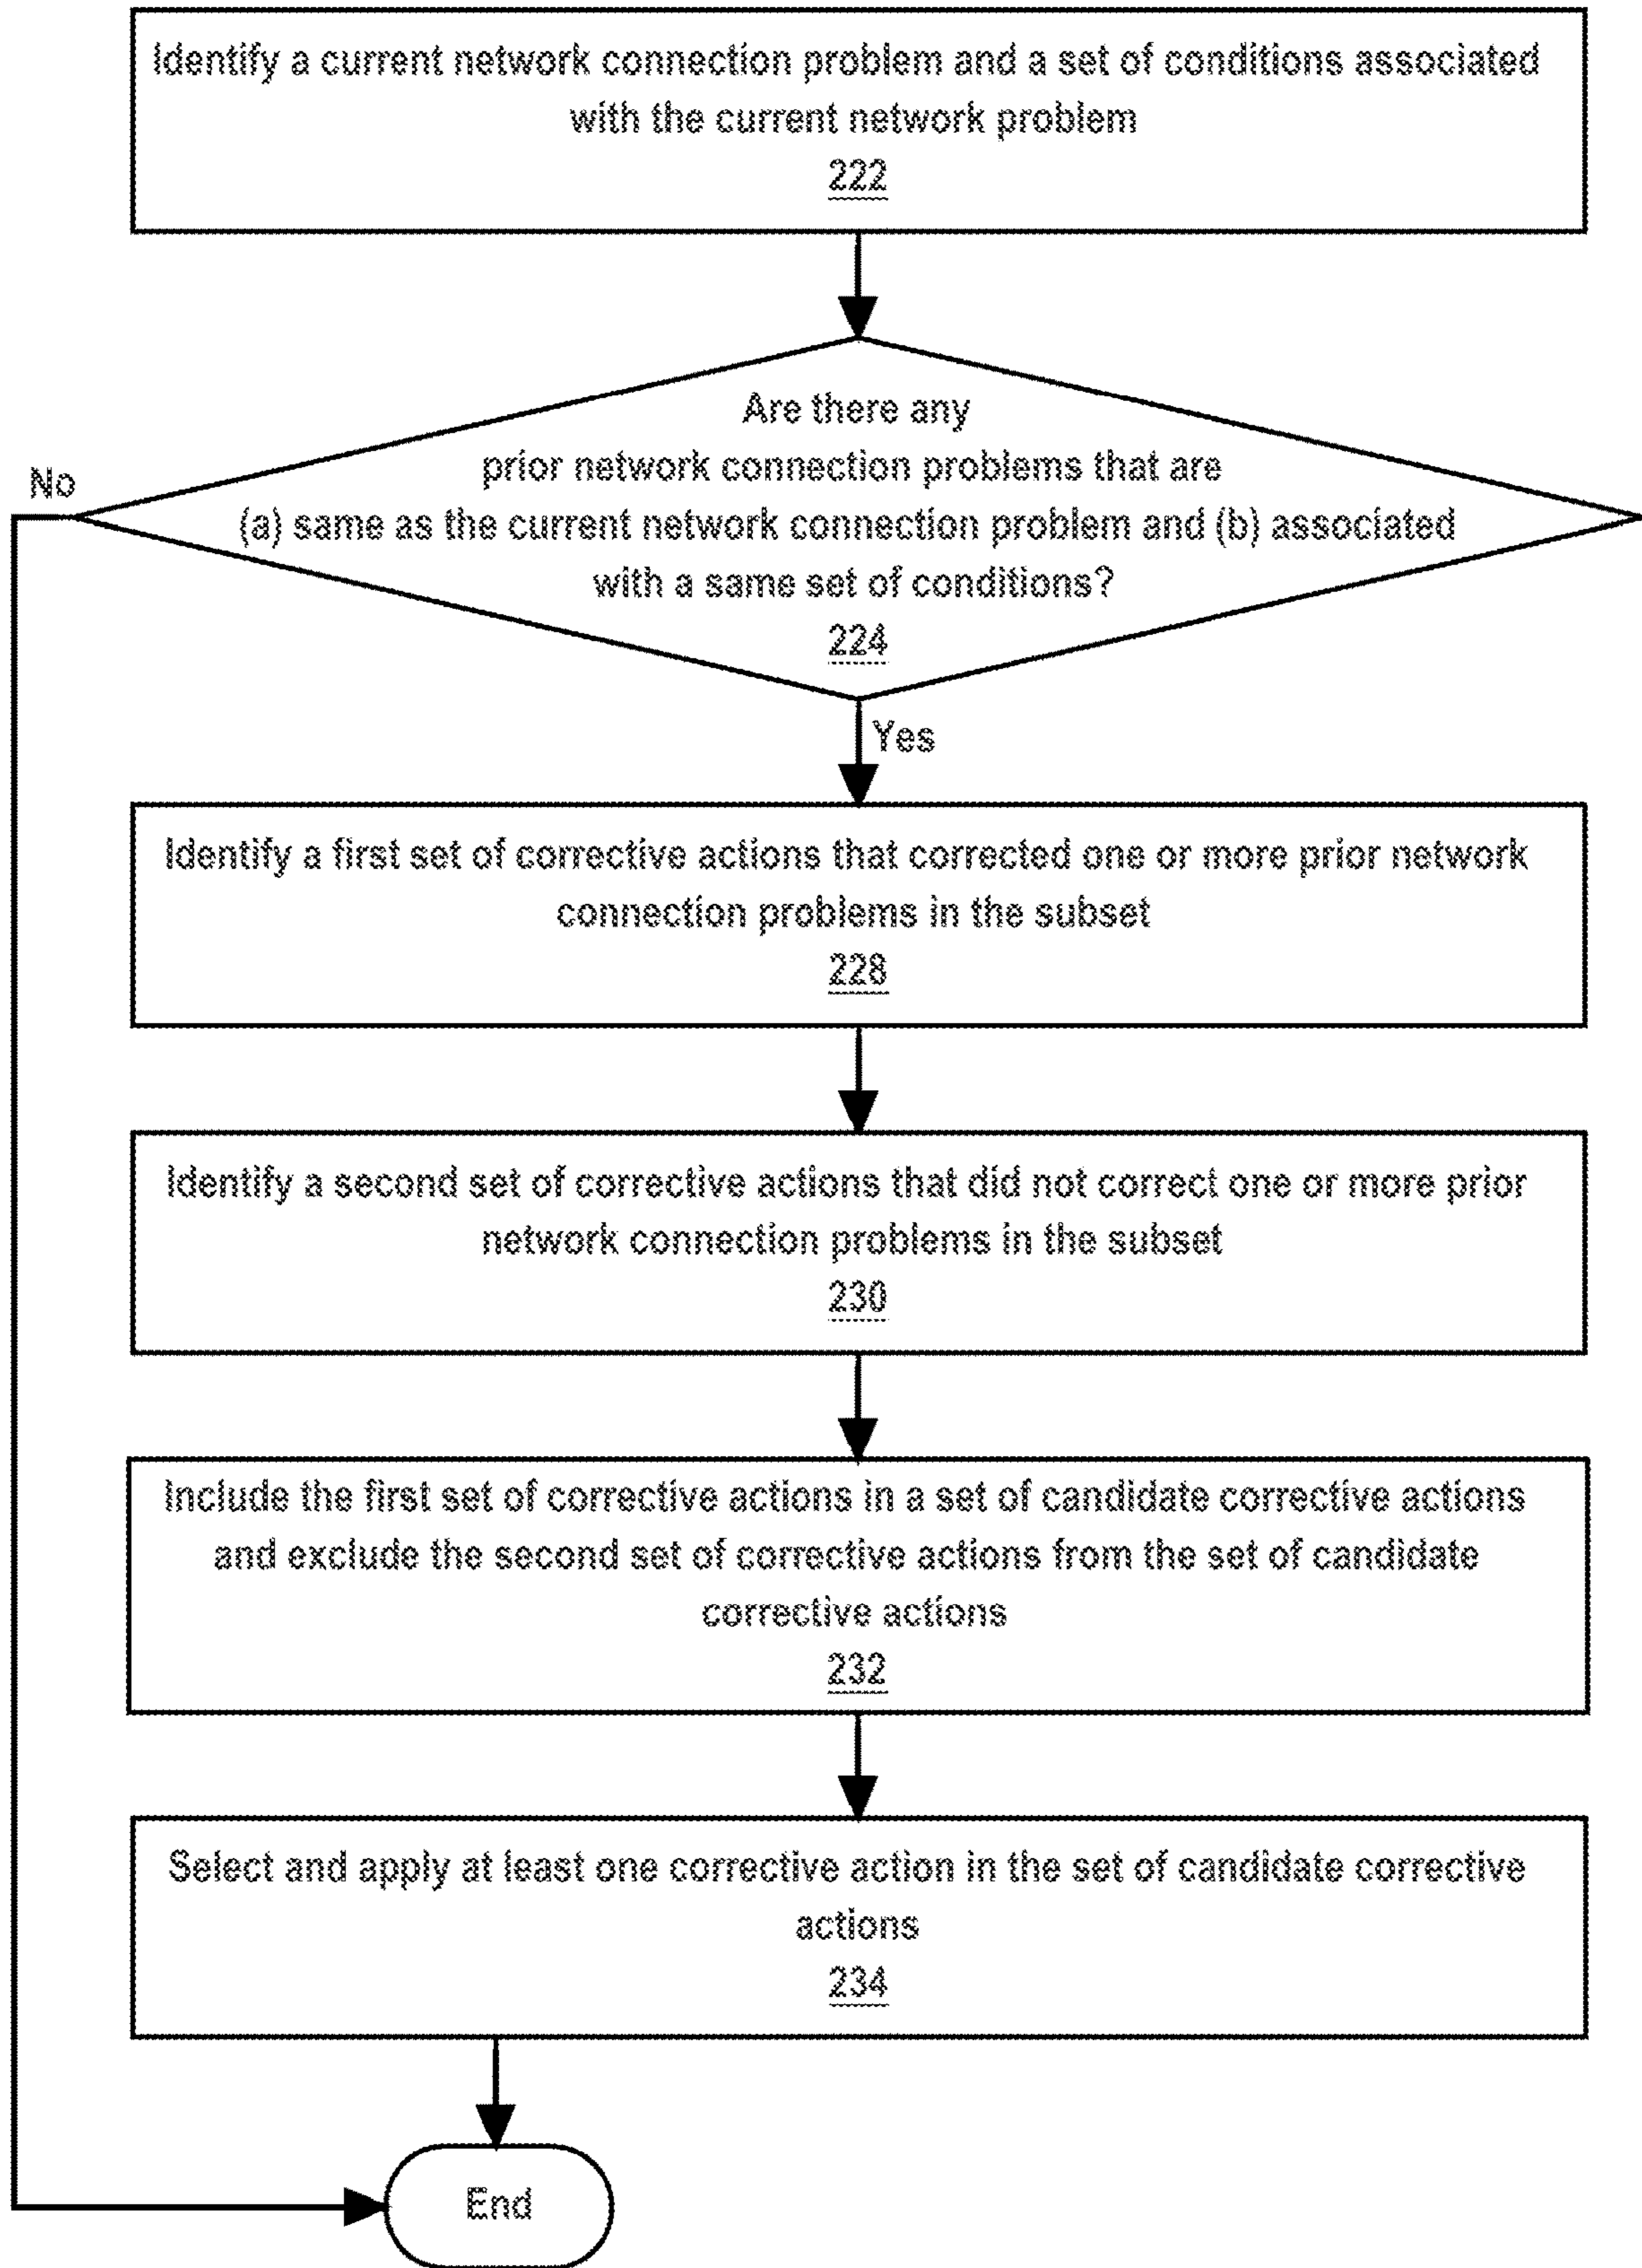 Identify a current network connection problem and a set of conditions associated
with the current network problem
222
Are there any
prior network connection problems that are
No
(a) same as the current network connection problem and (b) associated
with a same set of conditions?
224
Yes
Identify a first set of corrective actions that corrected one or more prior network
connection problems in the subset
228
Identify a second set of corrective actions that did not correct one or more prior
network connection problems in the subset
230
Include the first set of corrective actions in a set of candidate corrective actions
and exclude the second set of corrective actions from the set of candidate
corrective actions
232
Select and apply at least one corrective action in the set of candidate corrective
actions
234
End